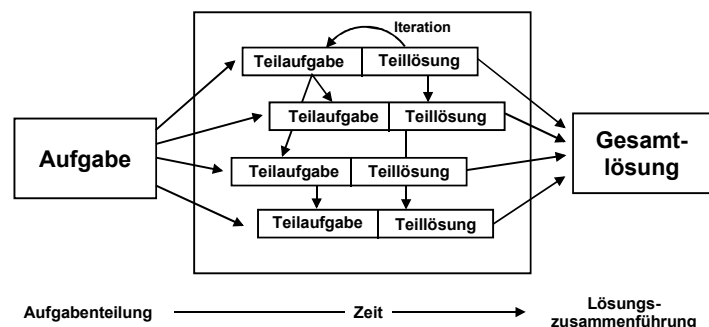 Iteration
Teilaufgabe Teillösung
Teilaufgabe Teillösung
Aufgabe
Teilaufgabe Teillösung
Teilaufgabe Teillösung
Gesamt-
lösung
Aufgabenteilung Zeit Lösungs-
zusammenführung